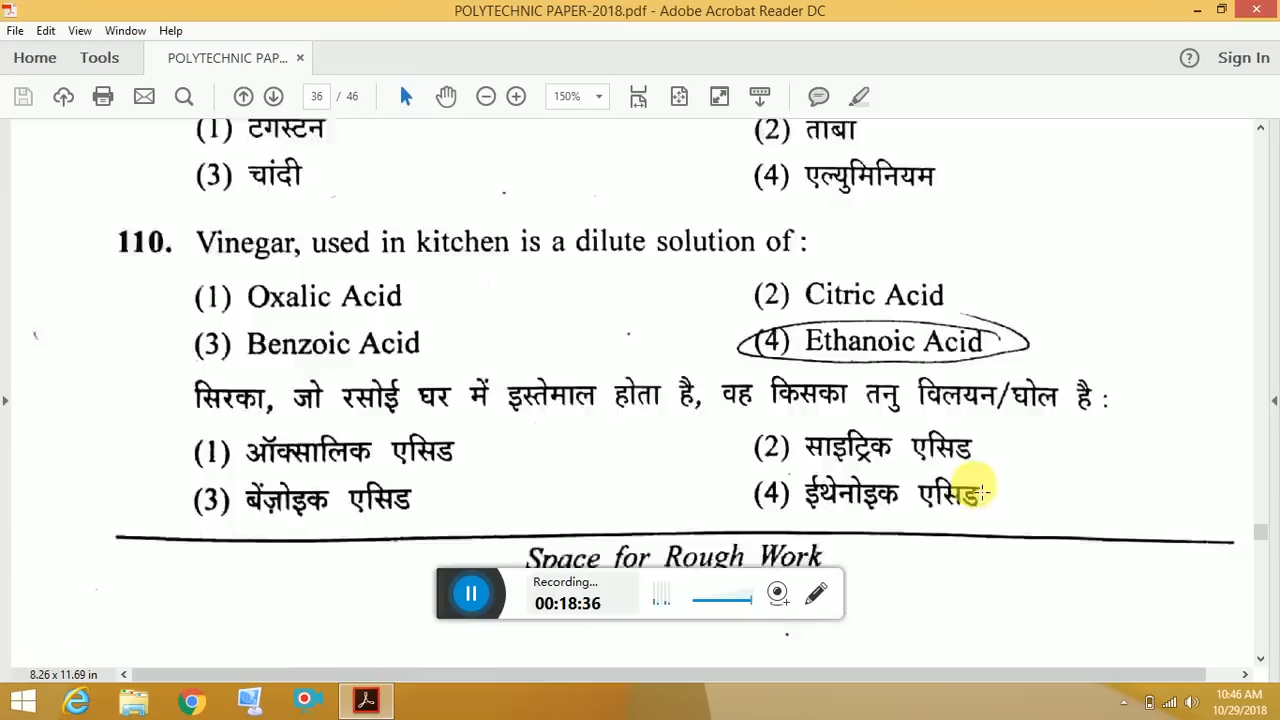 POLYTECHNIC PAPER-2018.pdf - Adobe Acrobat Reader DC
File Edit View Window Help
Home Tools POLYTECHNIC PAP... × Sign In
36 / 46 150%
(1) टंगस्टन (2) तांबा
(3) चांदी (4) एल्युमिनियम
110. Vinegar, used in kitchen is a dilute solution of :
(1) Oxalic Acid (2) Citric Acid
(3) Benzoic Acid (4) Ethanoic Acid
सिरका, जो रसोई घर में इस्तेमाल होता है, वह किसका तनु विलयन/घोल है :
(1) ऑक्सालिक एसिड (2) साइट्रिक एसिड
(3) बेंज़ोइक एसिड (4) ईथेनोइक एसिड
Space for Rough Work
Recording...
00:18:36
8.26 x 11.69 in
10:46 AM
10/29/2018